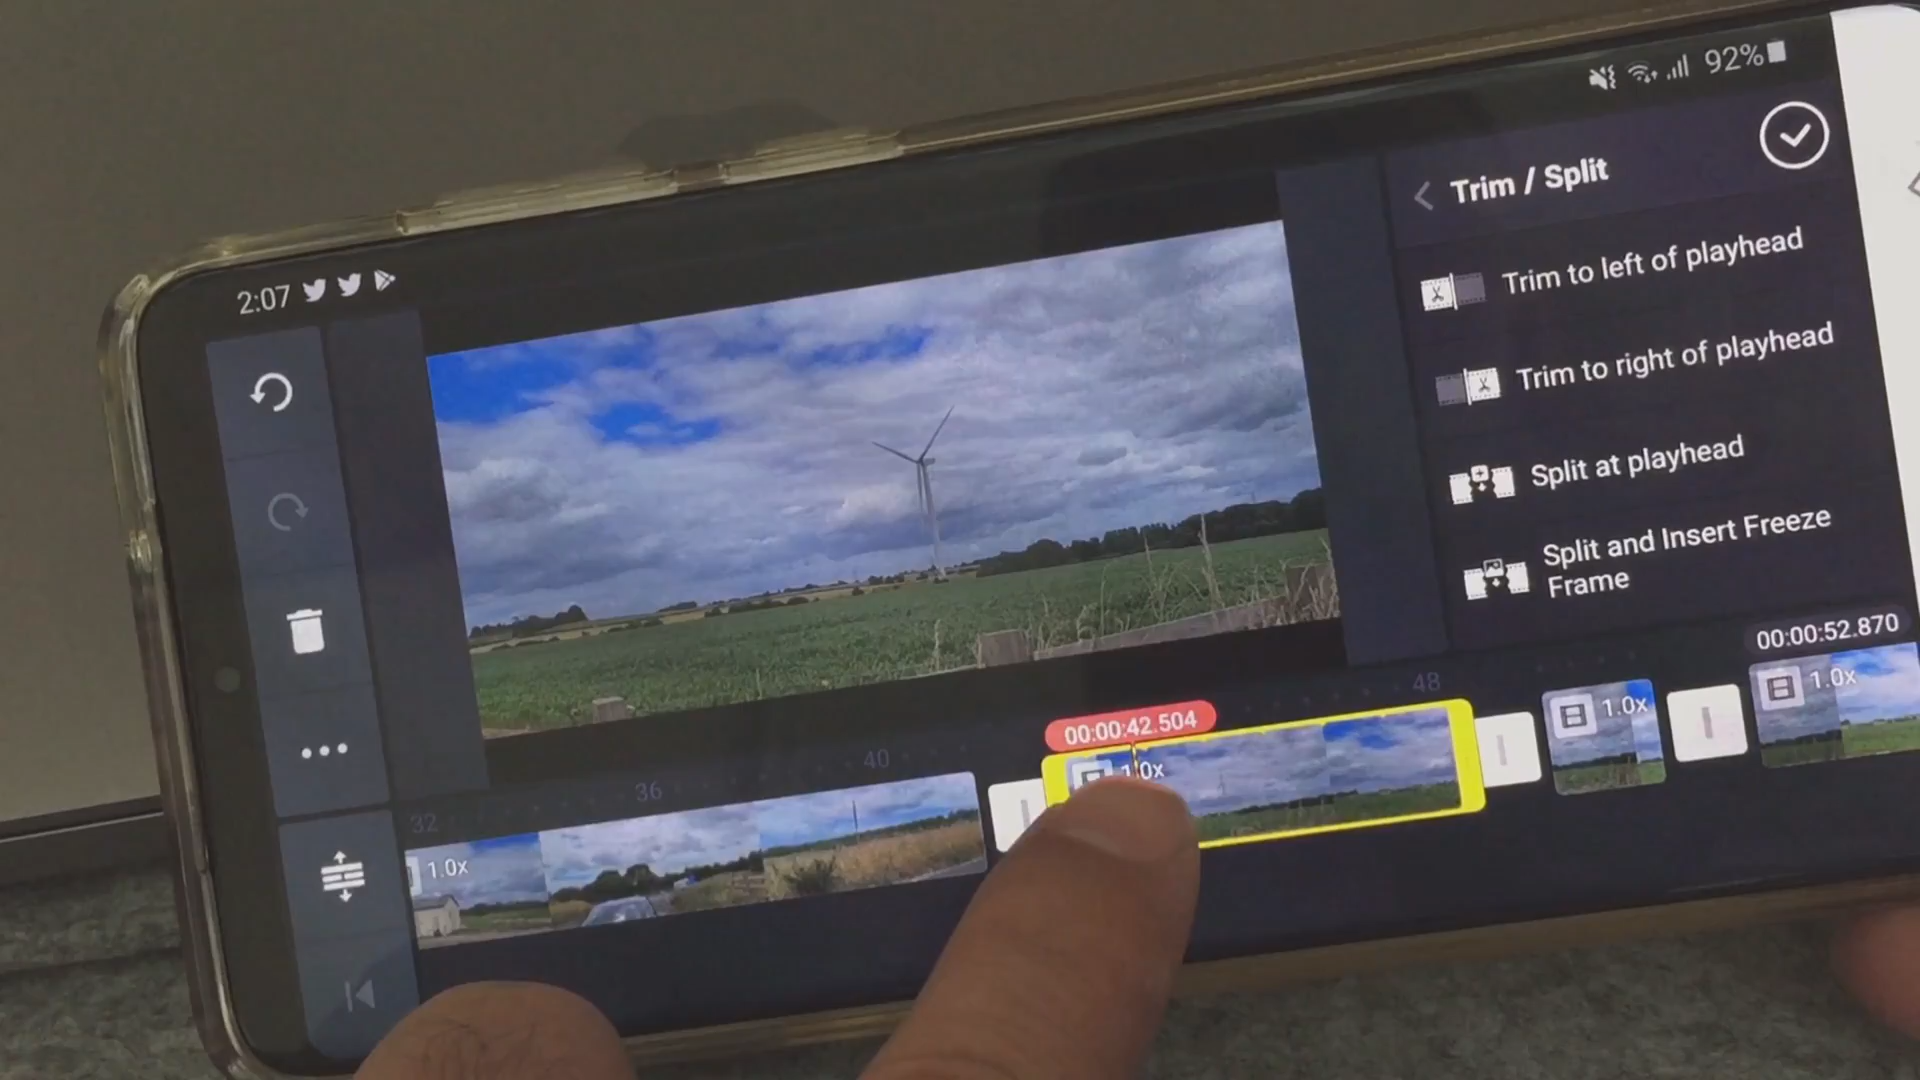 2:07
92%
Trim / Split
Trim to left of playhead
Trim to right of playhead
Split at playhead
Split and Insert Freeze
Frame
00:00:52.870
32
36
40
00:00:42.504
48
1.0x
1.0x
1.0x
1.0x